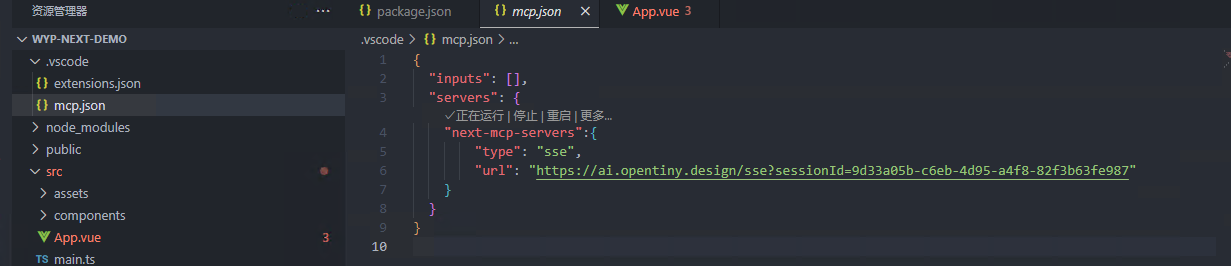 资源管理器 ···
WYP-NEXT-DEMO
.vscode
{} extensions.json
{} mcp.json
node_modules
public
src
assets
components
App.vue 3
TS main.ts
{} package.json {} mcp.json × App.vue 3
.vscode > {} mcp.json > ...
1 {
2 "inputs": [],
3 "servers": {
✓正在运行 | 停止 | 重启 | 更多...
4 "next-mcp-servers":{
5 "type": "sse",
6 "url": "https://ai.opentiny.design/sse?sessionId=9d33a05b-c6eb-4d95-a4f8-82f3b63fe987"
7 }
8 }
9 }
10